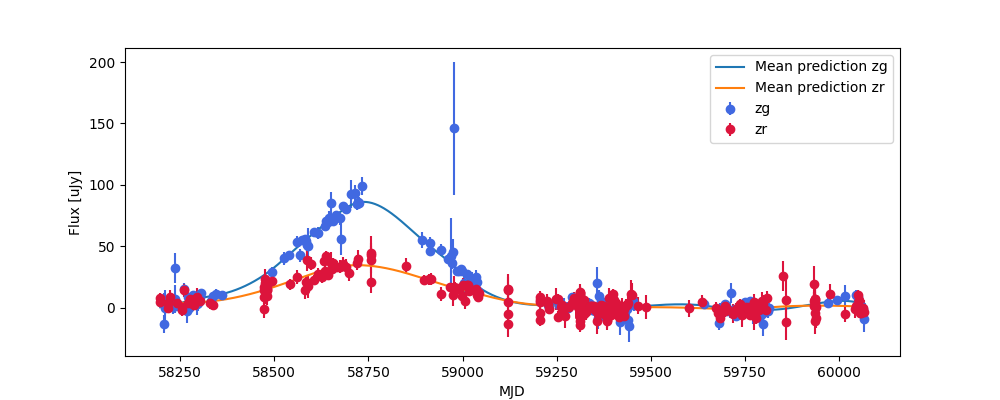 200
150
100
50
0
Flux [uJy]
58250
58500
58750
59000
59250
59500
59750
60000
MJD
Mean prediction zg
Mean prediction zr
zg
zr